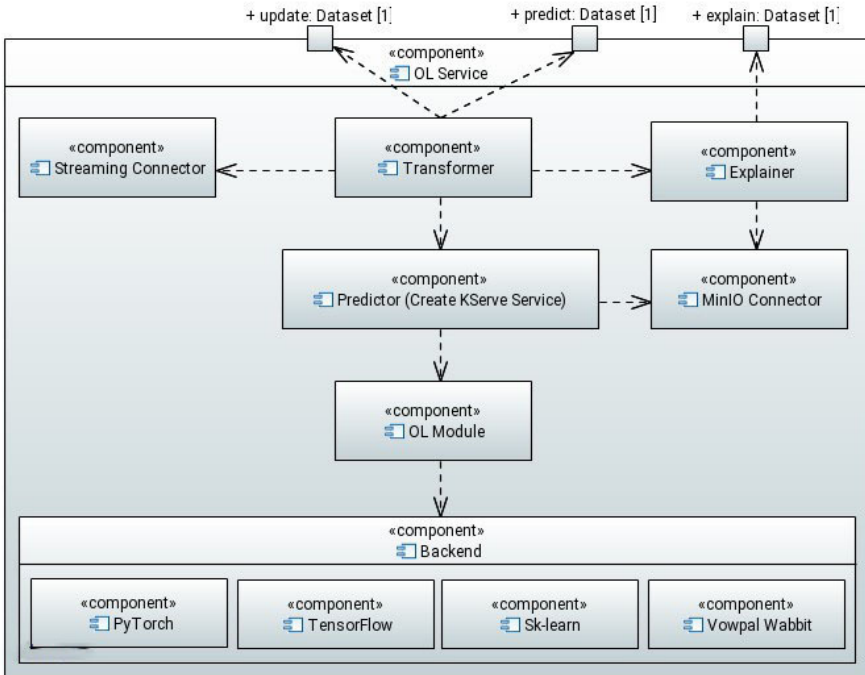 + update: Dataset [1]
+ predict: Dataset [1]
+ explain: Dataset [1]
«component»
OL Service
«component»
Streaming Connector
«component»
Transformer
«component»
Explainer
«component»
Predictor (Create KServe Service)
«component»
MinIO Connector
«component»
OL Module
«component»
Backend
«component»
PyTorch
«component»
TensorFlow
«component»
Sk-learn
«component»
Vowpal Wabbit